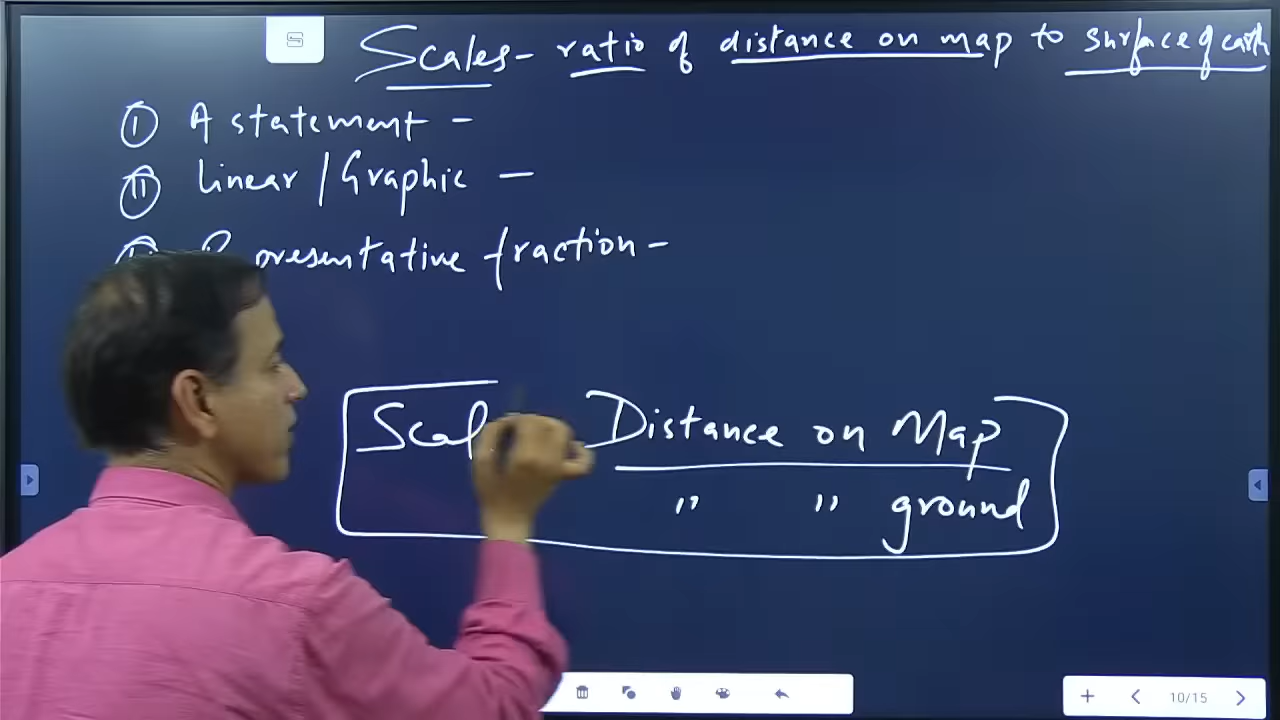 Scales - ratio of distance on map to surface of earth
I A statement -
II Linear / Graphic -
presentative fraction -
Scal Distance on Map
" " ground
10/15